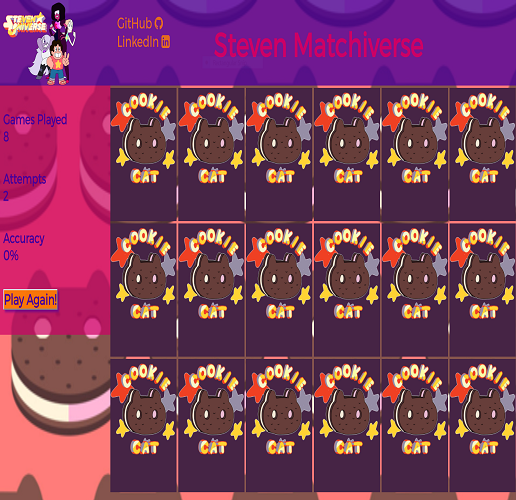 STEVEN
UNIVERSE
GitHub
LinkedIn
Steven Matchiverse
Games Played
8
Attempts
2
Accuracy
0%
Play Again!
COOKIE COOKIE COOKIE COOKIE COOKIE COOKIE
CAT CAT CAT CAT CAT CAT
COOKIE COOKIE COOKIE COOKIE COOKIE COOKIE
CAT CAT CAT CAT CAT CAT
COOKIE COOKIE COOKIE COOKIE COOKIE COOKIE
CAT CAT CAT CAT CAT CAT